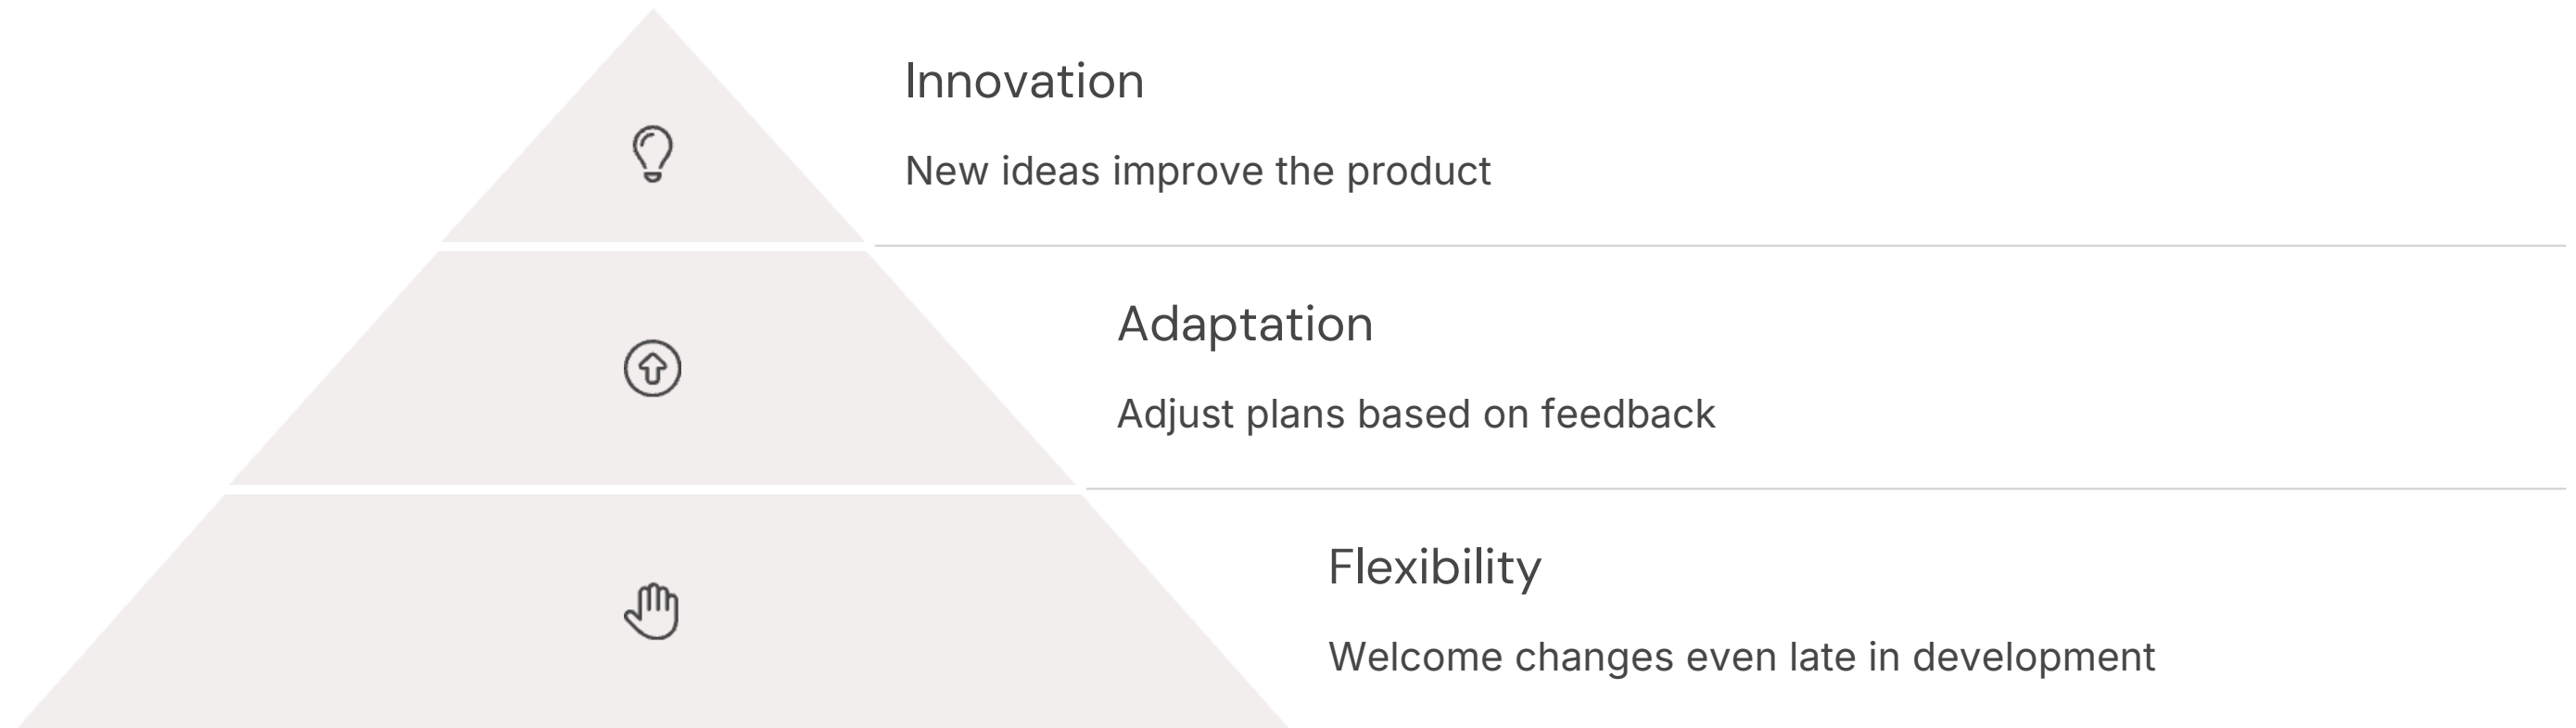 Innovation
New ideas improve the product
Adaptation
Adjust plans based on feedback
Flexibility
Welcome changes even late in development